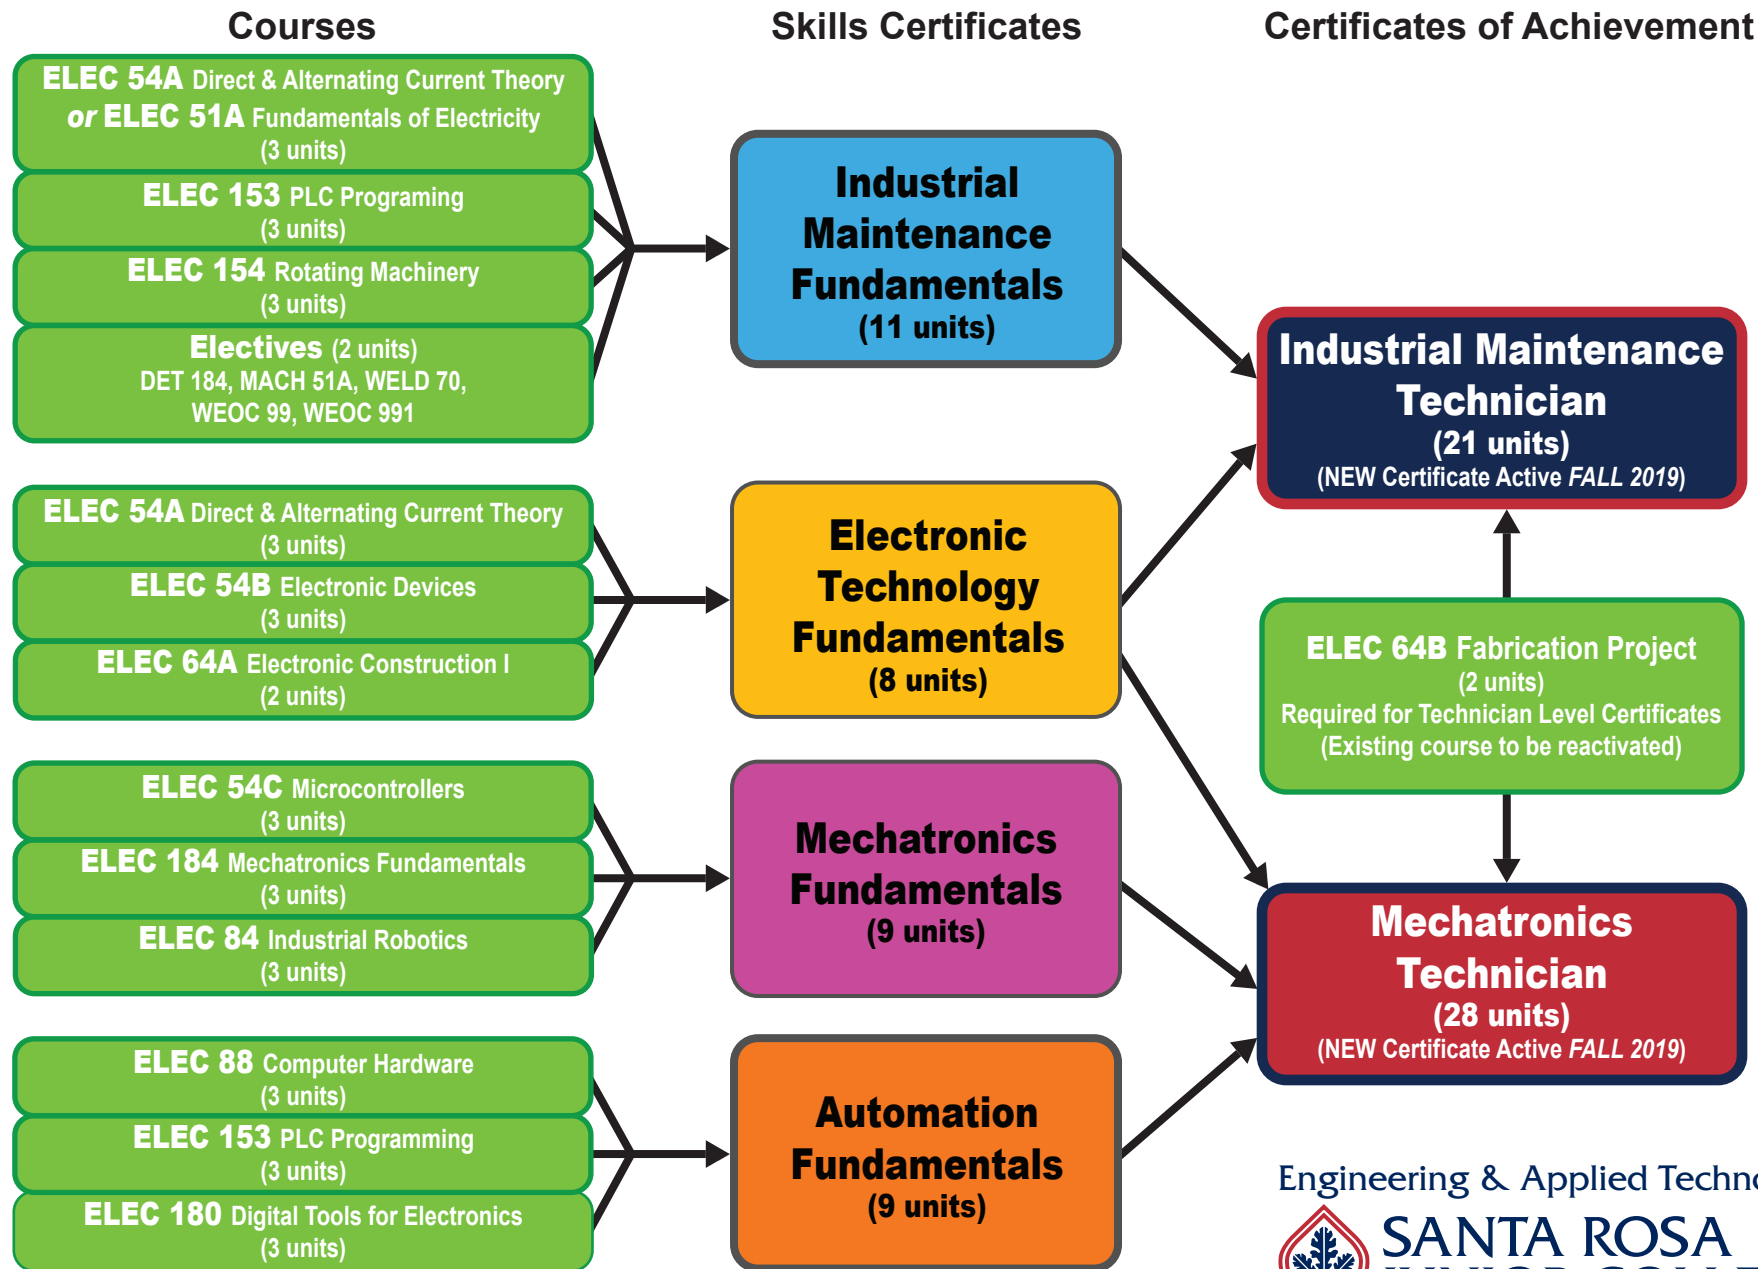 Courses
Skills Certificates
Certificates of Achievement
ELEC 54A Direct & Alternating Current Theory
or ELEC 51A Fundamentals of Electricity
(3 units)
ELEC 153 PLC Programing
(3 units)
ELEC 154 Rotating Machinery
(3 units)
Electives (2 units)
DET 184, MACH 51A, WELD 70,
WEOC 99, WEOC 991
ELEC 54A Direct & Alternating Current Theory
(3 units)
ELEC 54B Electronic Devices
(3 units)
ELEC 64A Electronic Construction I
(2 units)
ELEC 54C Microcontrollers
(3 units)
ELEC 184 Mechatronics Fundamentals
(3 units)
ELEC 84 Industrial Robotics
(3 units)
ELEC 88 Computer Hardware
(3 units)
ELEC 153 PLC Programming
(3 units)
ELEC 180 Digital Tools for Electronics
(3 units)
Industrial
Maintenance
Fundamentals
(11 units)
Electronic
Technology
Fundamentals
(8 units)
Mechatronics
Fundamentals
(9 units)
Automation
Fundamentals
(9 units)
Industrial Maintenance
Technician
(21 units)
(NEW Certificate Active FALL 2019)
ELEC 64B Fabrication Project
(2 units)
Required for Technician Level Certificates
(Existing course to be reactivated)
Mechatronics
Technician
(28 units)
(NEW Certificate Active FALL 2019)
Engineering & Applied Techno
SANTA ROSA